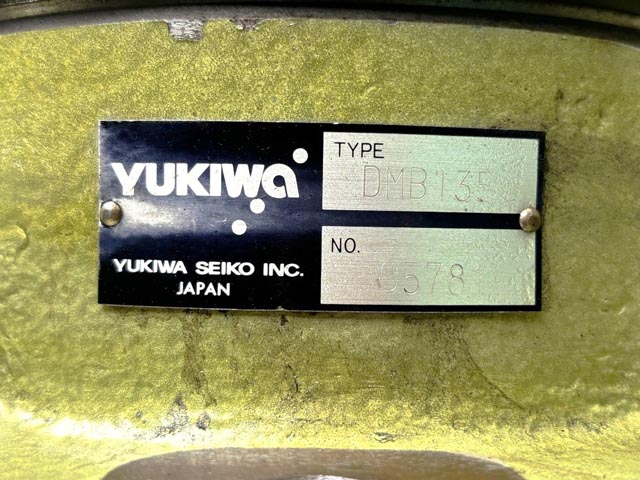 YUKIWA
YUKIWA SEIKO INC.
JAPAN
TYPE
DMB135
NO.